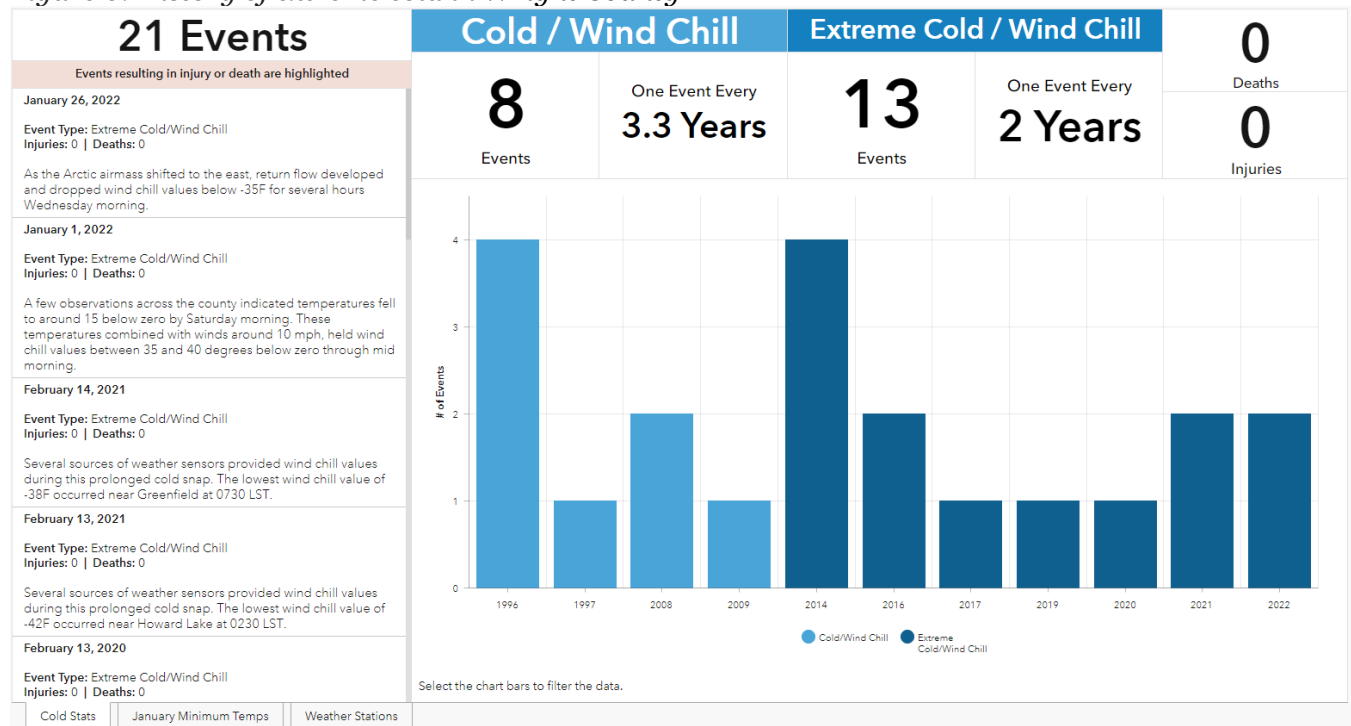 21 Events
Events resulting in injury or death are highlighted
January 26, 2022
Event Type: Extreme Cold/Wind Chill
Injuries: 0 | Deaths: 0
As the Arctic airmass shifted to the east, return flow developed
and dropped wind chill values below -35F for several hours
Wednesday morning.
January 1, 2022
Event Type: Extreme Cold/Wind Chill
Injuries: 0 | Deaths: 0
A few observations across the county indicated temperatures fell
to around 15 below zero by Saturday morning. These
temperatures combined with winds around 10 mph, held wind
chill values between 35 and 40 degrees below zero through mid
morning.
February 14, 2021
Event Type: Extreme Cold/Wind Chill
Injuries: 0 | Deaths: 0
Several sources of weather sensors provided wind chill values
during this prolonged cold snap. The lowest wind chill value of
-38F occurred near Greenfield at 0730 LST.
February 13, 2021
Event Type: Extreme Cold/Wind Chill
Injuries: 0 | Deaths: 0
Several sources of weather sensors provided wind chill values
during this prolonged cold snap. The lowest wind chill value of
-42F occurred near Howard Lake at 0230 LST.
February 13, 2020
Event Type: Extreme Cold/Wind Chill
Injuries: 0 | Deaths: 0
Cold / Wind Chill
8
Events
One Event Every
3.3 Years
Extreme Cold / Wind Chill
13
Events
One Event Every
2 Years
0
Deaths
0
Injuries
# of Events
4
3
2
1
0
1996 1997 2008 2009 2014 2016 2017 2019 2020 2021 2022
Cold/Wind Chill Extreme
Cold/Wind Chill
Select the chart bars to filter the data.
Cold Stats January Minimum Temps Weather Stations